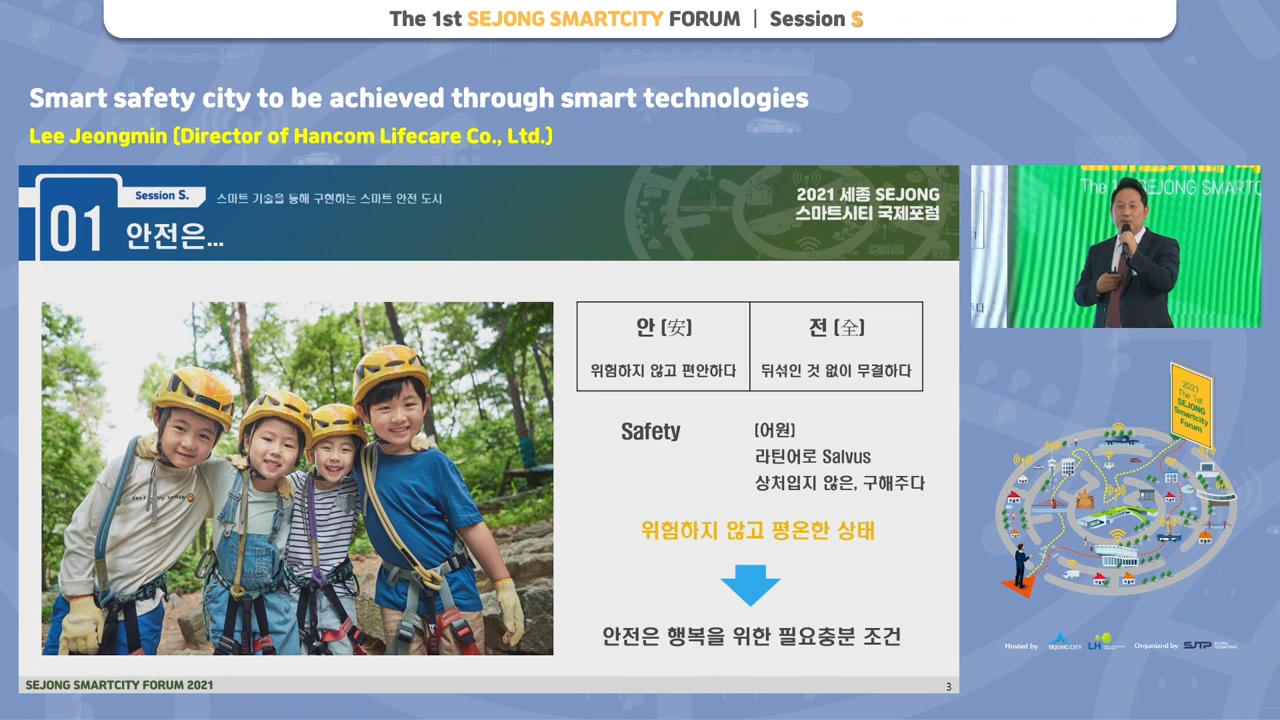 The 1st SEJONG SMARTCITY FORUM | Session S
Smart safety city to be achieved through smart technologies
Lee Jeongmin (Director of Hancom Lifecare Co., Ltd.)
Session S.
스마트 기술을 통해 구현하는 스마트 안전 도시
01 안전은...
2021 세종 SEJONG
스마트시티 국제포럼
The SEJONG SMARTC
안 (安)
전 (全)
위험하지 않고 편안하다
뒤섞인 것 없이 무결하다
Safety
(어원)
라틴어로 Salvus
상처입지 않은, 구해주다
위험하지 않고 평온한 상태
안전은 행복을 위한 필요충분 조건
SEJONG SMARTCITY FORUM 2021
3
2021
The 1st
SEJONG
Smartcity
Forum
Hosted by
SEJONG CITY
LH
Organized by
SJTP